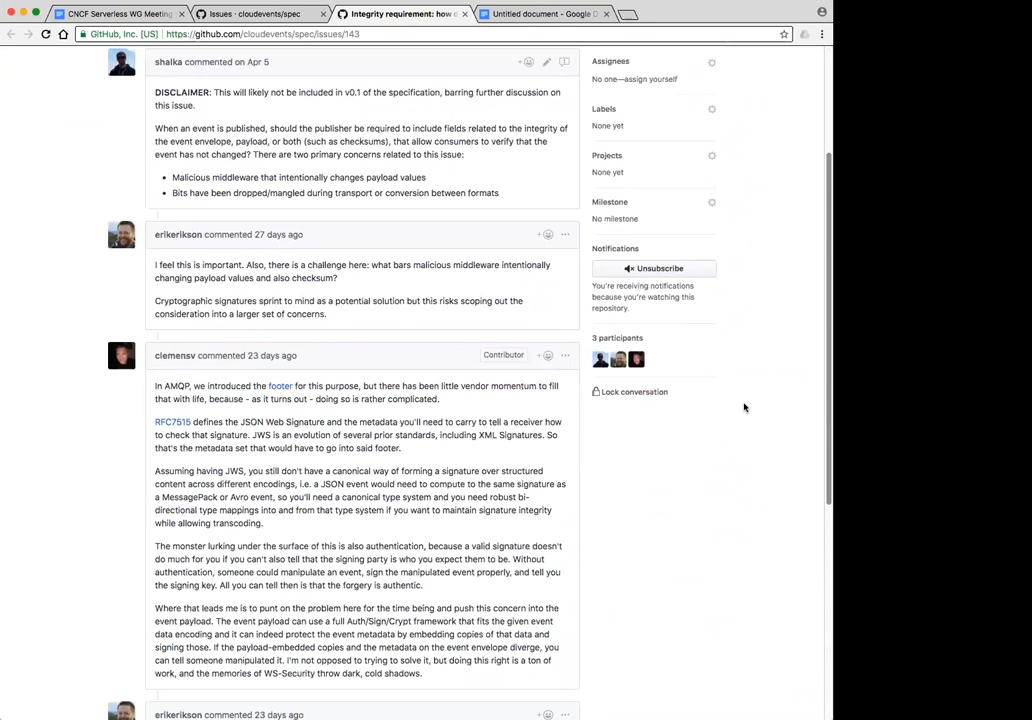 CNCF Serverless WG Meeting
Issues · cloudevents/spec
Integrity requirement: how d
Untitled document - Google D
GitHub, Inc. [US]
https://github.com/cloudevents/spec/issues/143
shalka commented on Apr 5
DISCLAIMER: This will likely not be included in v0.1 of the specification, barring further discussion on
this issue.
When an event is published, should the publisher be required to include fields related to the integrity of
the event envelope, payload, or both (such as checksums), that allow consumers to verify that the
event has not changed? There are two primary concerns related to this issue:
• Malicious middleware that intentionally changes payload values
• Bits have been dropped/mangled during transport or conversion between formats
erikerikson commented 27 days ago
I feel this is important. Also, there is a challenge here: what bars malicious middleware intentionally
changing payload values and also checksum?
Cryptographic signatures sprint to mind as a potential solution but this risks scoping out the
consideration into a larger set of concerns.
clemensv commented 23 days ago
Contributor
In AMQP, we introduced the footer for this purpose, but there has been little vendor momentum to fill
that with life, because - as it turns out - doing so is rather complicated.
RFC7515 defines the JSON Web Signature and the metadata you'll need to carry to tell a receiver how
to check that signature. JWS is an evolution of several prior standards, including XML Signatures. So
that's the metadata set that would have to go into said footer.
Assuming having JWS, you still don't have a canonical way of forming a signature over structured
content across different encodings, i.e. a JSON event would need to compute to the same signature as
a MessagePack or Avro event, so you'll need a canonical type system and you need robust bi-
directional type mappings into and from that type system if you want to maintain signature integrity
while allowing transcoding.
The monster lurking under the surface of this is also authentication, because a valid signature doesn't
do much for you if you can't also tell that the signing party is who you expect them to be. Without
authentication, someone could manipulate an event, sign the manipulated event properly, and tell you
the signing key. All you can tell then is that the forgery is authentic.
Where that leads me is to punt on the problem here for the time being and push this concern into the
event payload. The event payload can use a full Auth/Sign/Crypt framework that fits the given event
data encoding and it can indeed protect the event metadata by embedding copies of that data and
signing those. If the payload-embedded copies and the metadata on the event envelope diverge, you
can tell someone manipulated it. I'm not opposed to trying to solve it, but doing this right is a ton of
work, and the memories of WS-Security throw dark, cold shadows.
erikerikson commented 23 days ago
Assignees
No one—assign yourself
Labels
None yet
Projects
None yet
Milestone
No milestone
Notifications
Unsubscribe
You're receiving notifications
because you're watching this
repository.
3 participants
Lock conversation